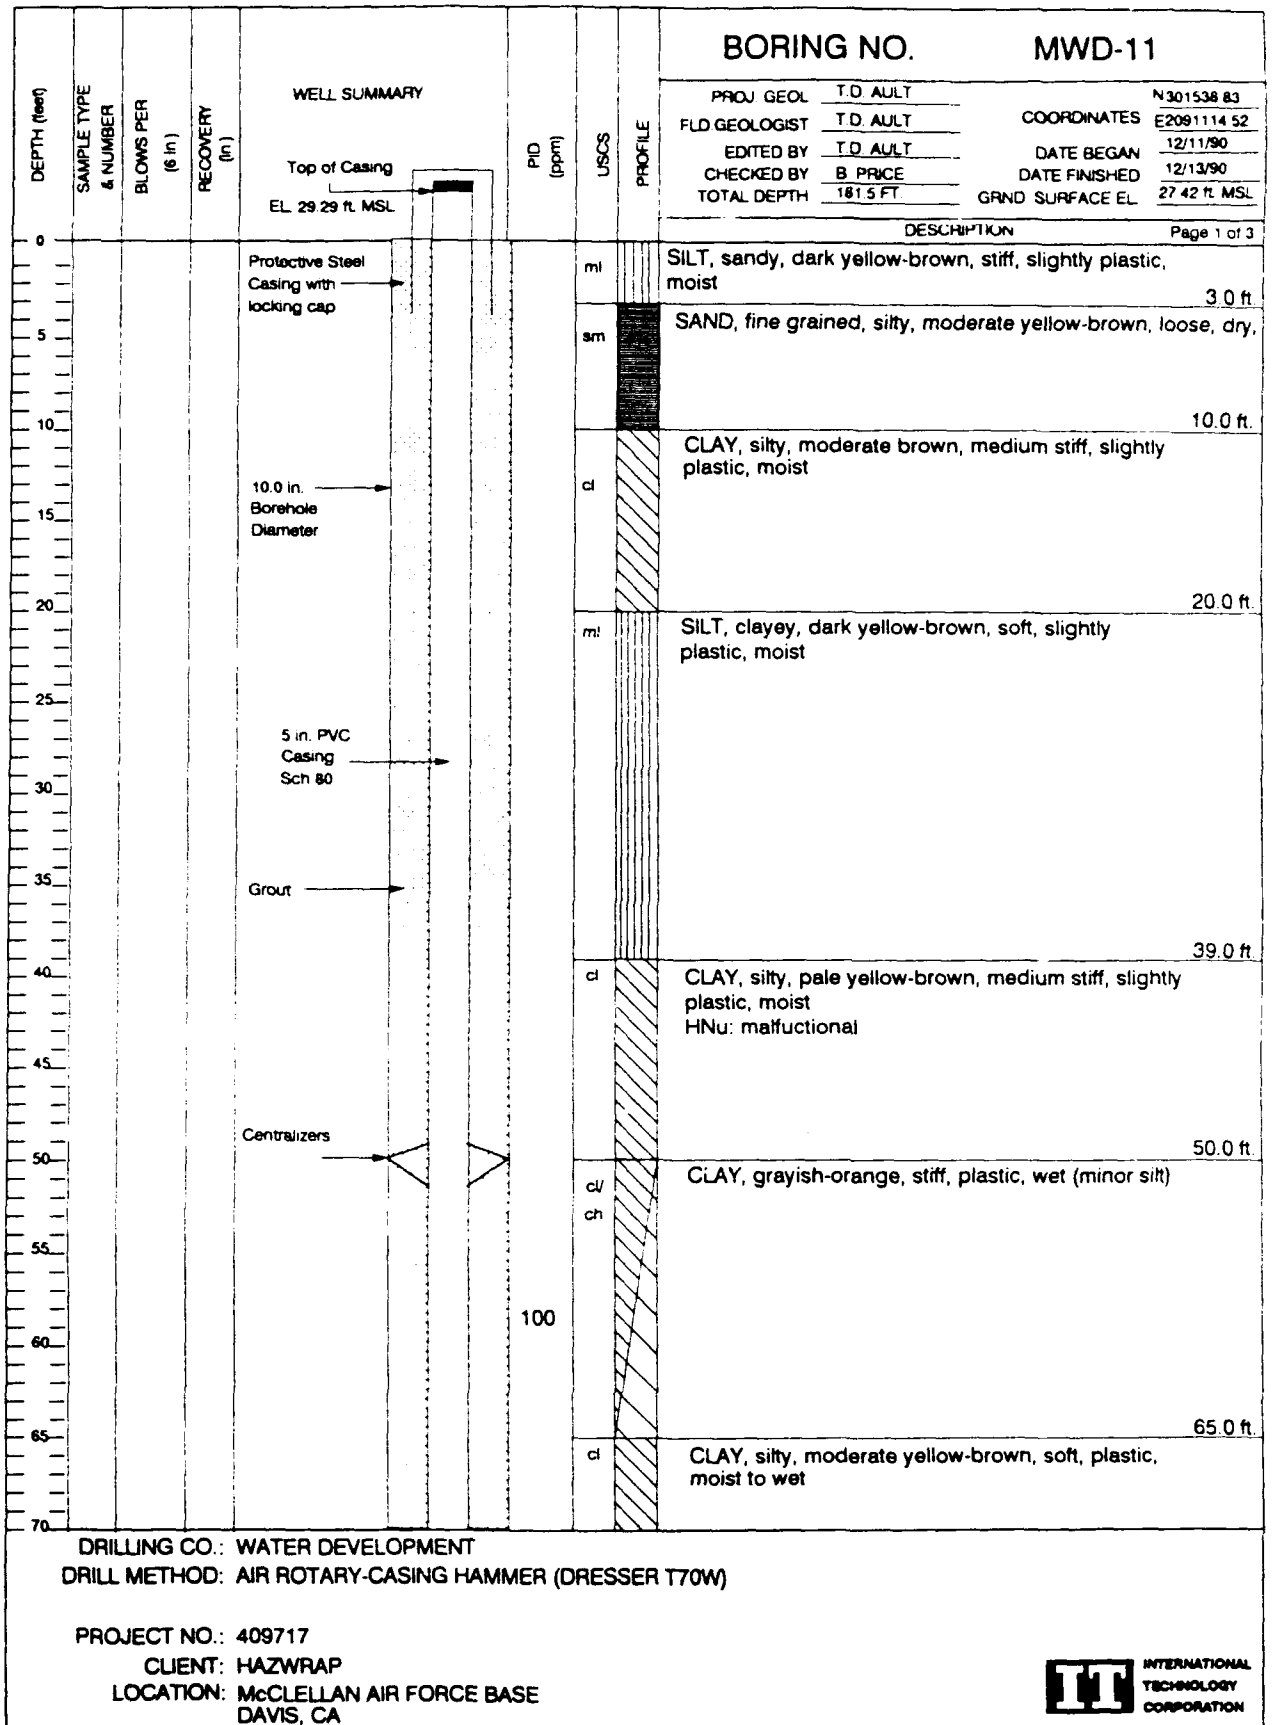 BORING NO. MWD-11
DEPTH (feet)
SAMPLE TYPE & NUMBER
BLOWS PER (6 in)
RECOVERY (in)
WELL SUMMARY
PID (ppm)
USCS
PROFILE
PROJ GEOL T.D. AULT
FLD GEOLOGIST T.D. AULT
EDITED BY T.D. AULT
CHECKED BY B PRICE
TOTAL DEPTH 181.5 FT.
COORDINATES N 301538 83
E2091114 52
DATE BEGAN 12/11/90
DATE FINISHED 12/13/90
GRND SURFACE EL 27 42 ft. MSL
Top of Casing
EL 29.29 ft. MSL
DESCRIPTION Page 1 of 3
0
Protective Steel
Casing with
locking cap
ml
SILT, sandy, dark yellow-brown, stiff, slightly plastic,
moist
3.0 ft.
5
sm
SAND, fine grained, silty, moderate yellow-brown, loose, dry,
10
10.0 ft.
CLAY, silty, moderate brown, medium stiff, slightly
plastic, moist
10.0 in.
Borehole
Diameter
cl
15
20
20.0 ft.
ml
SILT, clayey, dark yellow-brown, soft, slightly
plastic, moist
25
5 in. PVC
Casing
Sch 80
30
35
Grout
39.0 ft.
40
cl
CLAY, silty, pale yellow-brown, medium stiff, slightly
plastic, moist
HNu: malfuctional
45
Centralizers
50
50.0 ft.
cl/
ch
CLAY, grayish-orange, stiff, plastic, wet (minor silt)
55
100
60
65
65.0 ft.
cl
CLAY, silty, moderate yellow-brown, soft, plastic,
moist to wet
70
DRILLING CO.: WATER DEVELOPMENT
DRILL METHOD: AIR ROTARY-CASING HAMMER (DRESSER T70W)
PROJECT NO.: 409717
CLIENT: HAZWRAP
LOCATION: McCLELLAN AIR FORCE BASE
DAVIS, CA
IT INTERNATIONAL
TECHNOLOGY
CORPORATION